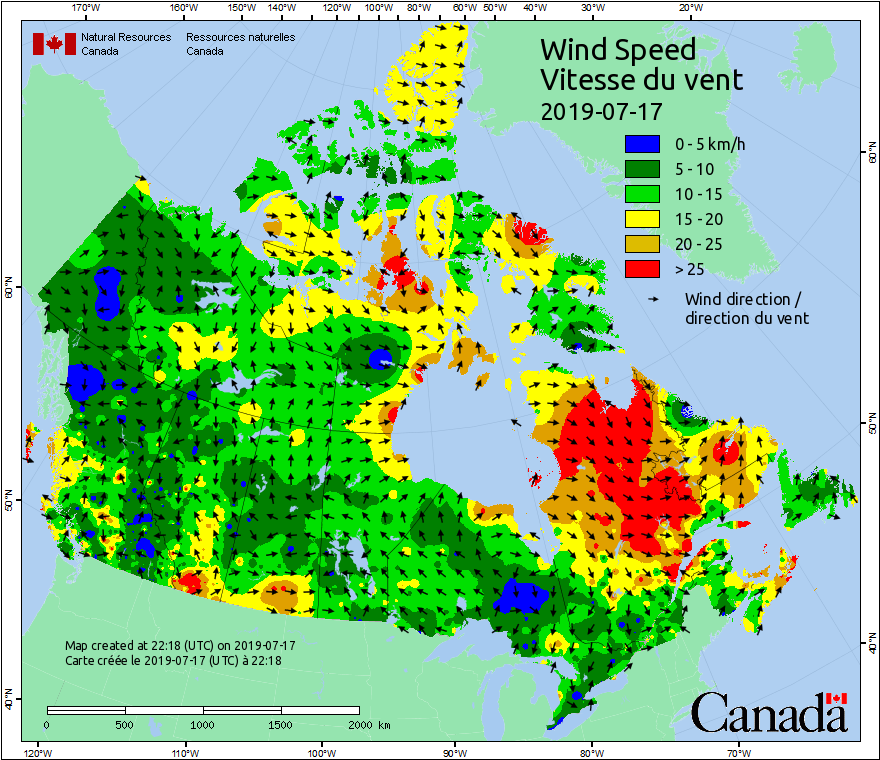 170°W 160°W 150°W 140°W 130°W 120°W 110°W 100°W 90°W 80°W 70°W 60°W 50°W 40°W 30°W 20°W
Natural Resources Canada
Ressources naturelles Canada
Wind Speed
Vitesse du vent
2019-07-17
0 - 5 km/h
5 - 10
10 - 15
15 - 20
20 - 25
> 25
Wind direction /
direction du vent
60°N
60°N
50°N
50°N
40°N
40°N
Map created at 22:18 (UTC) on 2019-07-17
Carte créée le 2019-07-17 (UTC) à 22:18
0 500 1000 1500 2000 km
Canada
120°W 110°W 100°W 90°W 80°W 70°W